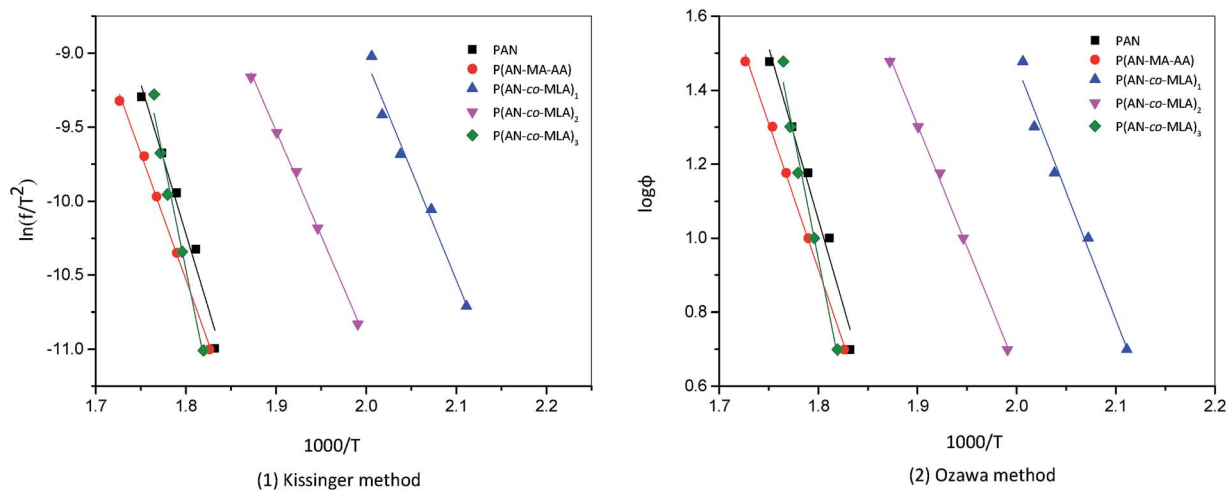 -9.0
-9.5
-10.0
-10.5
-11.0
ln(f/T²)
PAN
P(AN-MA-AA)
P(AN-co-MLA)₁
P(AN-co-MLA)₂
P(AN-co-MLA)₃
1.7 1.8 1.9 2.0 2.1 2.2
1000/T
(1) Kissinger method
1.8
1.6
1.4
1.2
1.0
0.8
0.6
logϕ
PAN
P(AN-MA-AA)
P(AN-co-MLA)₁
P(AN-co-MLA)₂
P(AN-co-MLA)₃
1.7 1.8 1.9 2.0 2.1 2.2
1000/T
(2) Ozawa method